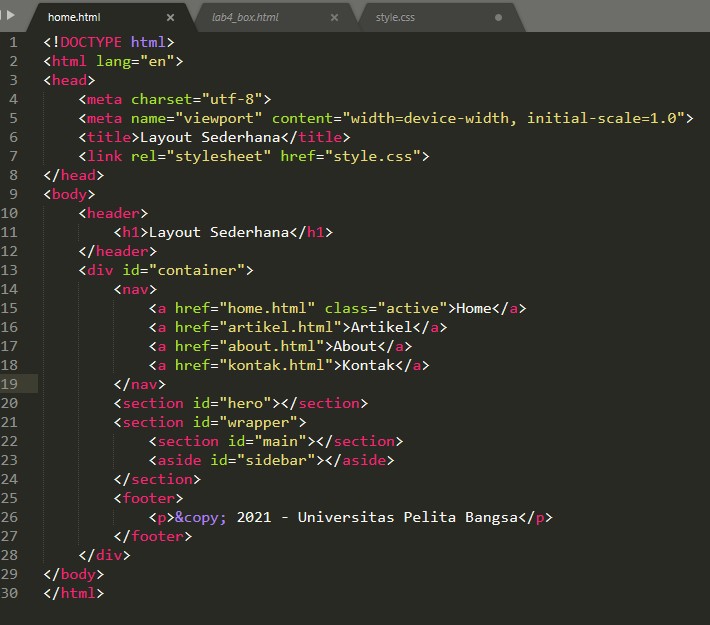 home.html × lab4_box.html × style.css
1 <!DOCTYPE html>
2 <html lang="en">
3 <head>
4     <meta charset="utf-8">
5     <meta name="viewport" content="width=device-width, initial-scale=1.0">
6     <title>Layout Sederhana</title>
7     <link rel="stylesheet" href="style.css">
8 </head>
9 <body>
10     <header>
11         <h1>Layout Sederhana</h1>
12     </header>
13     <div id="container">
14         <nav>
15             <a href="home.html" class="active">Home</a>
16             <a href="artikel.html">Artikel</a>
17             <a href="about.html">About</a>
18             <a href="kontak.html">Kontak</a>
19         </nav>
20         <section id="hero"></section>
21         <section id="wrapper">
22             <section id="main"></section>
23             <aside id="sidebar"></aside>
24         </section>
25         <footer>
26             <p>&copy; 2021 - Universitas Pelita Bangsa</p>
27         </footer>
28     </div>
29 </body>
30 </html>